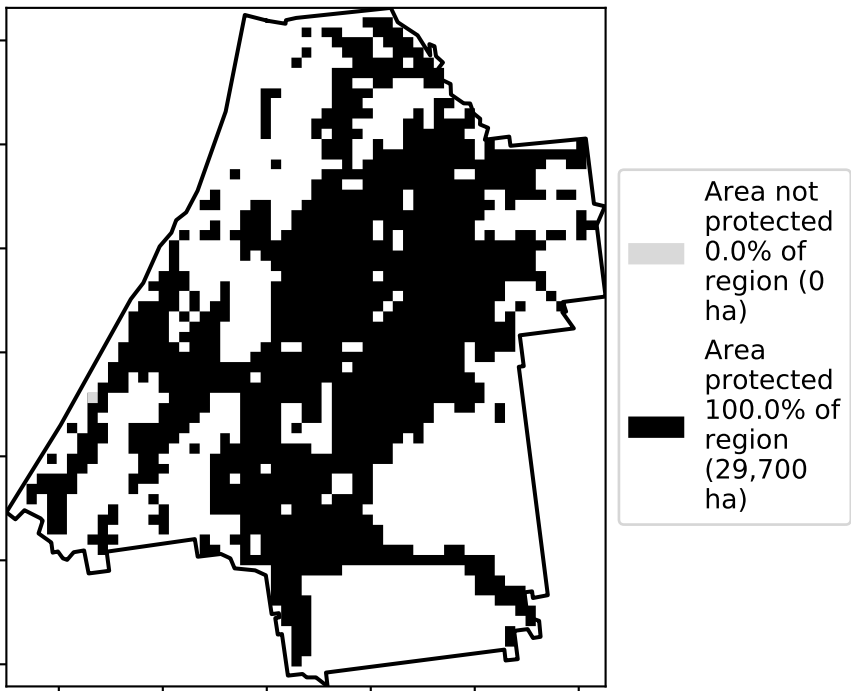 Area not
protected
0.0% of
region (0
ha)
Area
protected
100.0% of
region
(29,700
ha)